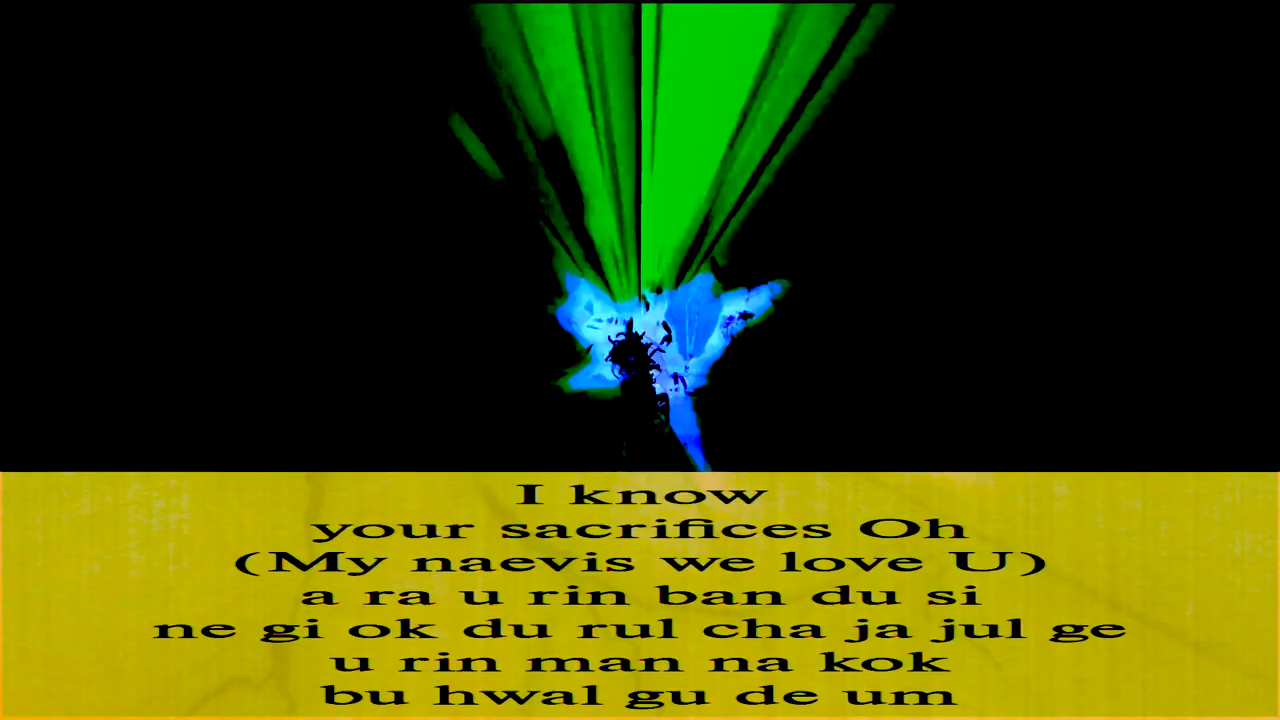 I know
your sacrifices Oh
(My naevis we love U)
a ra u rin ban du si
ne gi ok du rul cha ja jul ge
u rin man na kok
bu hwal gu de um